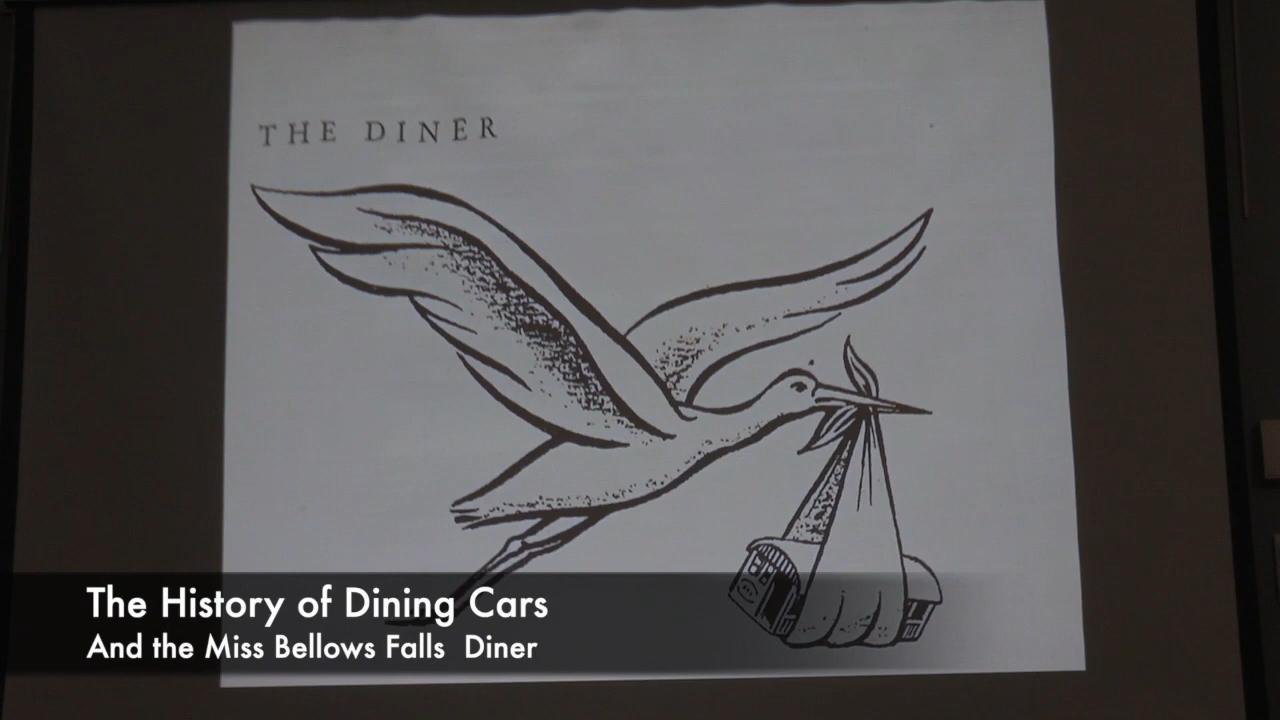 THE DINER
The History of Dining Cars
And the Miss Bellows Falls  Diner